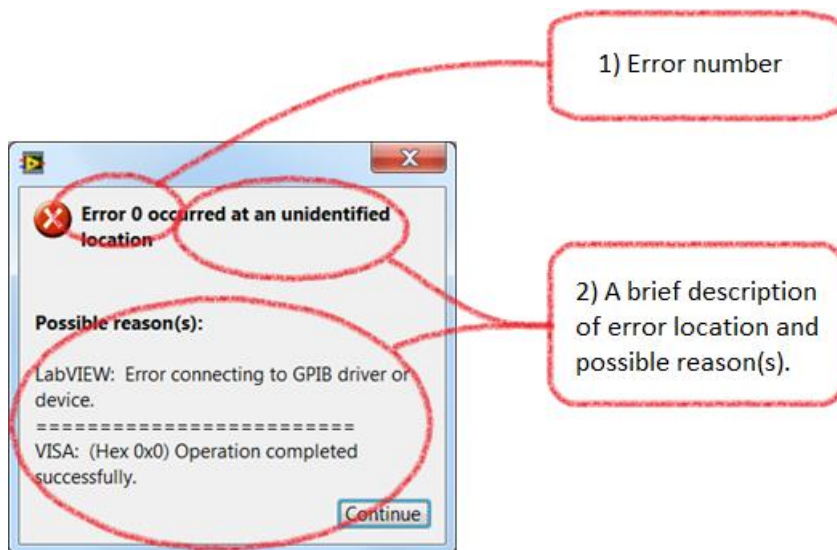 1) Error number
Error 0 occurred at an unidentified
location
Possible reason(s):
LabVIEW:  Error connecting to GPIB driver or
device.
==========================
VISA:  (Hex 0x0) Operation completed
successfully.
Continue
2) A brief description
of error location and
possible reason(s).